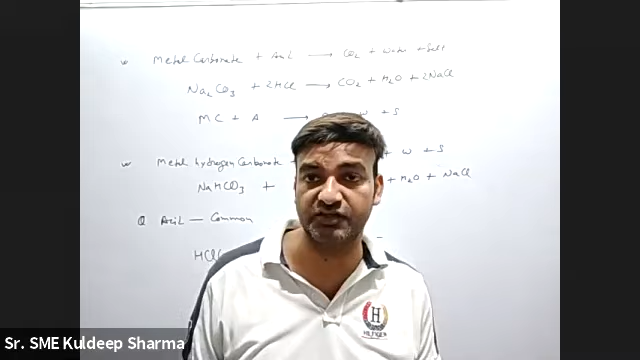 Metal Carbonate + Acid → CO2 + Water + Salt
Na2CO3 + 2HCl → CO2 + H2O + 2NaCl
MC + A → W + S
Metal hydrogen Carbonate + W + S
NaHCO3 + + H2O + NaCl
Q Acid — Common
H
HILFIGER
Sr. SME Kuldeep Sharma